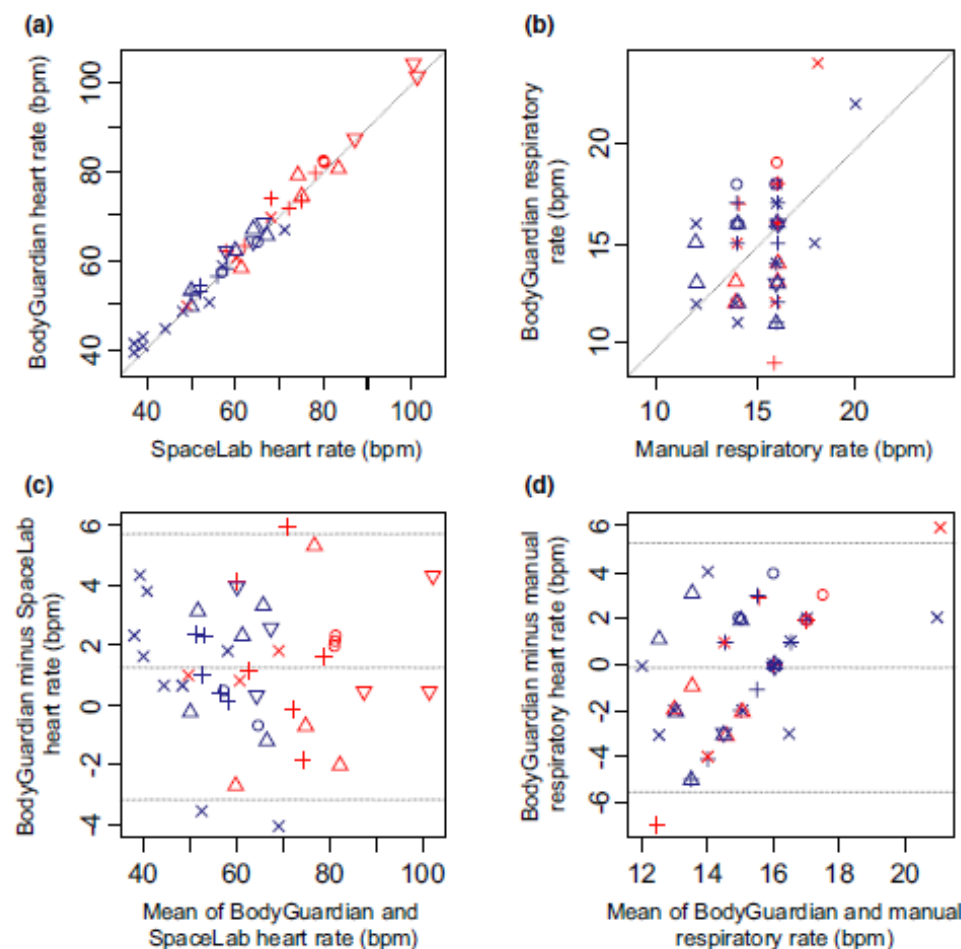 (a)
BodyGuardian heart rate (bpm)
100
80
60
40
40
60
80
100
SpaceLab heart rate (bpm)
(b)
BodyGuardian respiratory
rate (bpm)
20
15
10
10
15
20
Manual respiratory rate (bpm)
(c)
BodyGuardian minus SpaceLab
heart rate (bpm)
6
4
2
0
-2
-4
40
60
80
100
Mean of BodyGuardian and
SpaceLab heart rate (bpm)
(d)
BodyGuardian minus manual
respiratory heart rate (bpm)
6
4
2
0
-2
-4
-6
12
14
16
18
20
Mean of BodyGuardian and manual
respiratory rate (bpm)